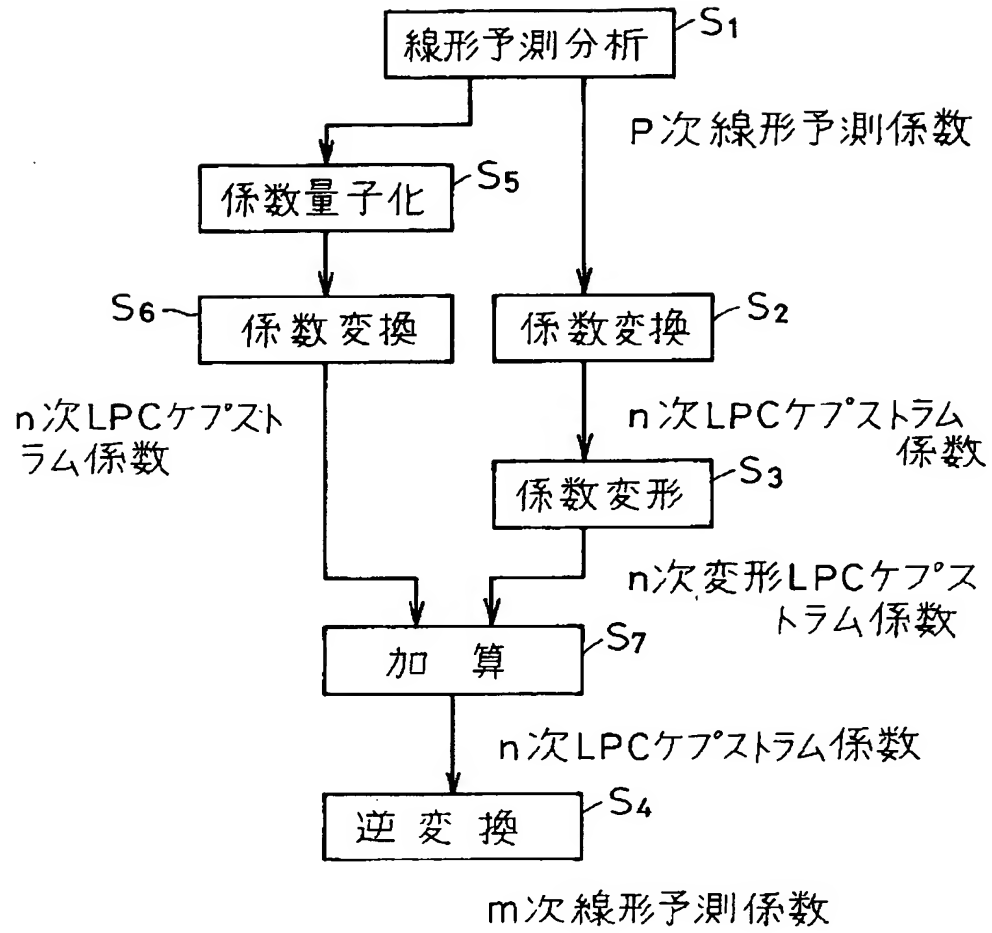 線形予測分析
S1
P次線形予測係数
係数量子化
S5
S6
係数変換
係数変換
S2
n次LPCケプスト
ラム係数
n次LPCケプストラム
係数
係数変形
S3
n次変形LPCケプス
トラム係数
加算
S7
n次LPCケプストラム係数
逆変換
S4
m次線形予測係数